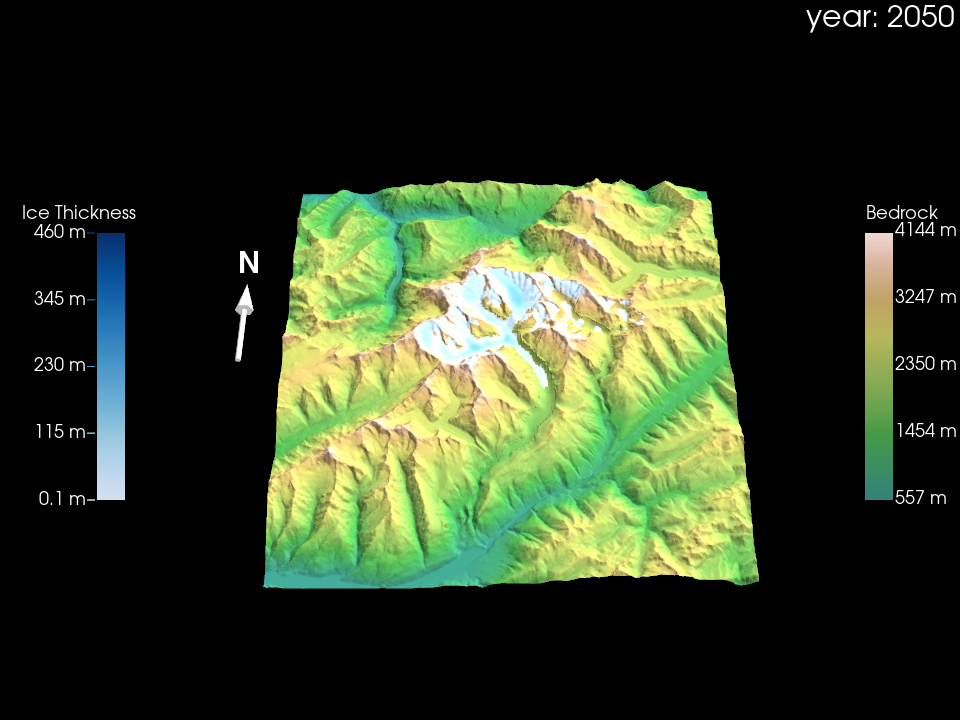 year: 2050
Ice Thickness
460 m
345 m
230 m
115 m
0.1 m
N
Bedrock
4144 m
3247 m
2350 m
1454 m
557 m